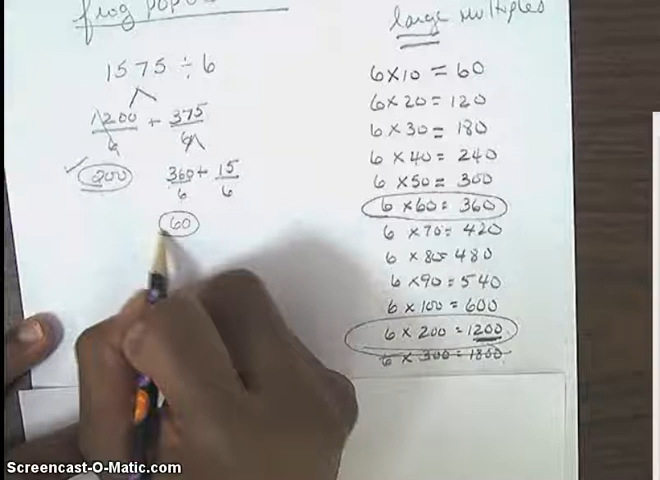 frog
large multiples
1575 ÷ 6
1200 + 375
6 6
✓ 200
360 + 15
6 6
60
6 × 10 = 60
6 × 20 = 120
6 × 30 = 180
6 × 40 = 240
6 × 50 = 300
6 × 60 = 360
6 × 70 = 420
6 × 80 = 480
6 × 90 = 540
6 × 100 = 600
6 × 200 = 1200
6 × 300 = 1800
Screencast-O-Matic.com